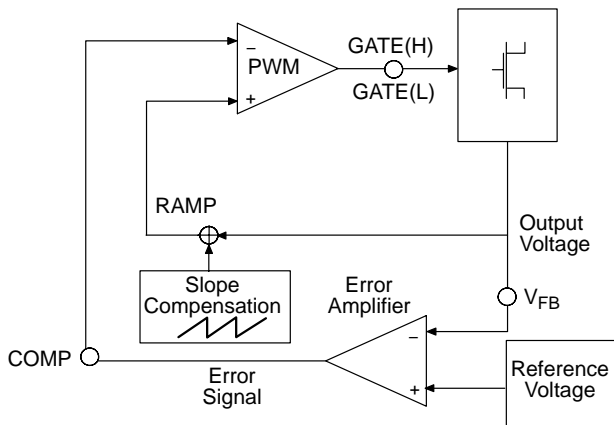 GATE(H)
−
PWM
GATE(L)
+
RAMP
Output
Voltage
Slope
Compensation
Error
Amplifier
VFB
−
COMP
Error
Signal
+
Reference
Voltage